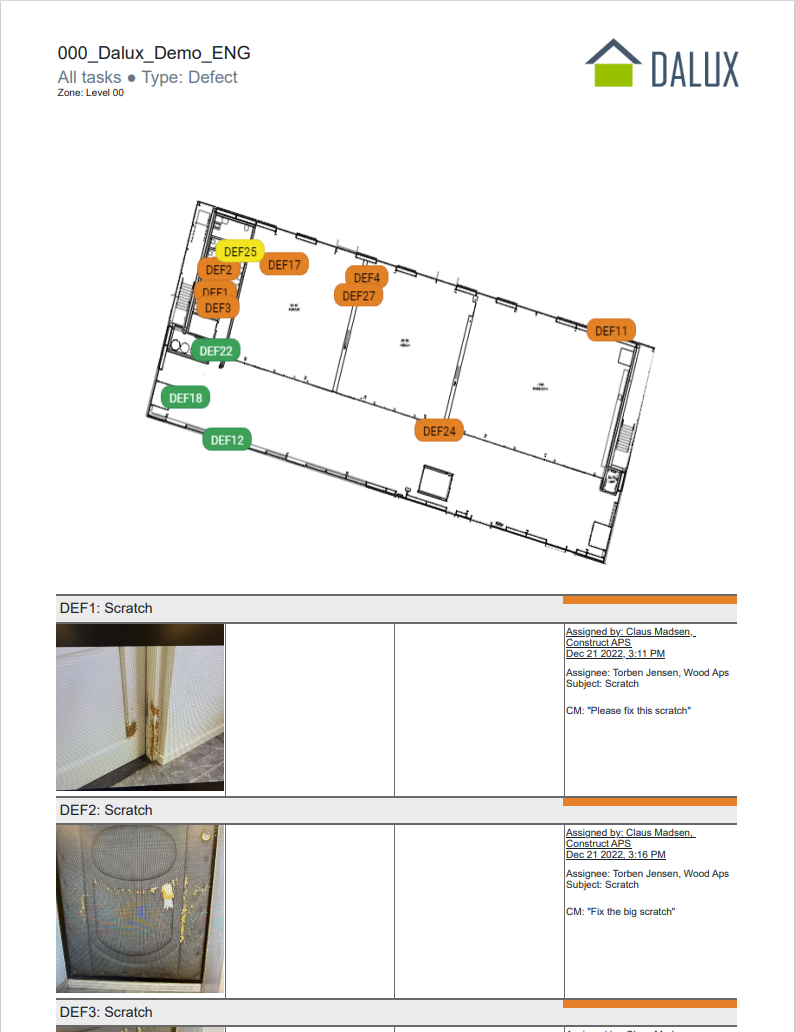 000_Dalux_Demo_ENG
All tasks ● Type: Defect
Zone: Level 00
DALUX
DEF25
DEF2
DEF17
DEF4
DEF1
DEF27
DEF3
DEF11
DEF22
DEF18
DEF24
DEF12
DEF1: Scratch
Assigned by: Claus Madsen,
Construct APS
Dec 21 2022, 3:11 PM
Assignee: Torben Jensen, Wood Aps
Subject: Scratch
CM: "Please fix this scratch"
DEF2: Scratch
Assigned by: Claus Madsen,
Construct APS
Dec 21 2022, 3:16 PM
Assignee: Torben Jensen, Wood Aps
Subject: Scratch
CM: "Fix the big scratch"
DEF3: Scratch